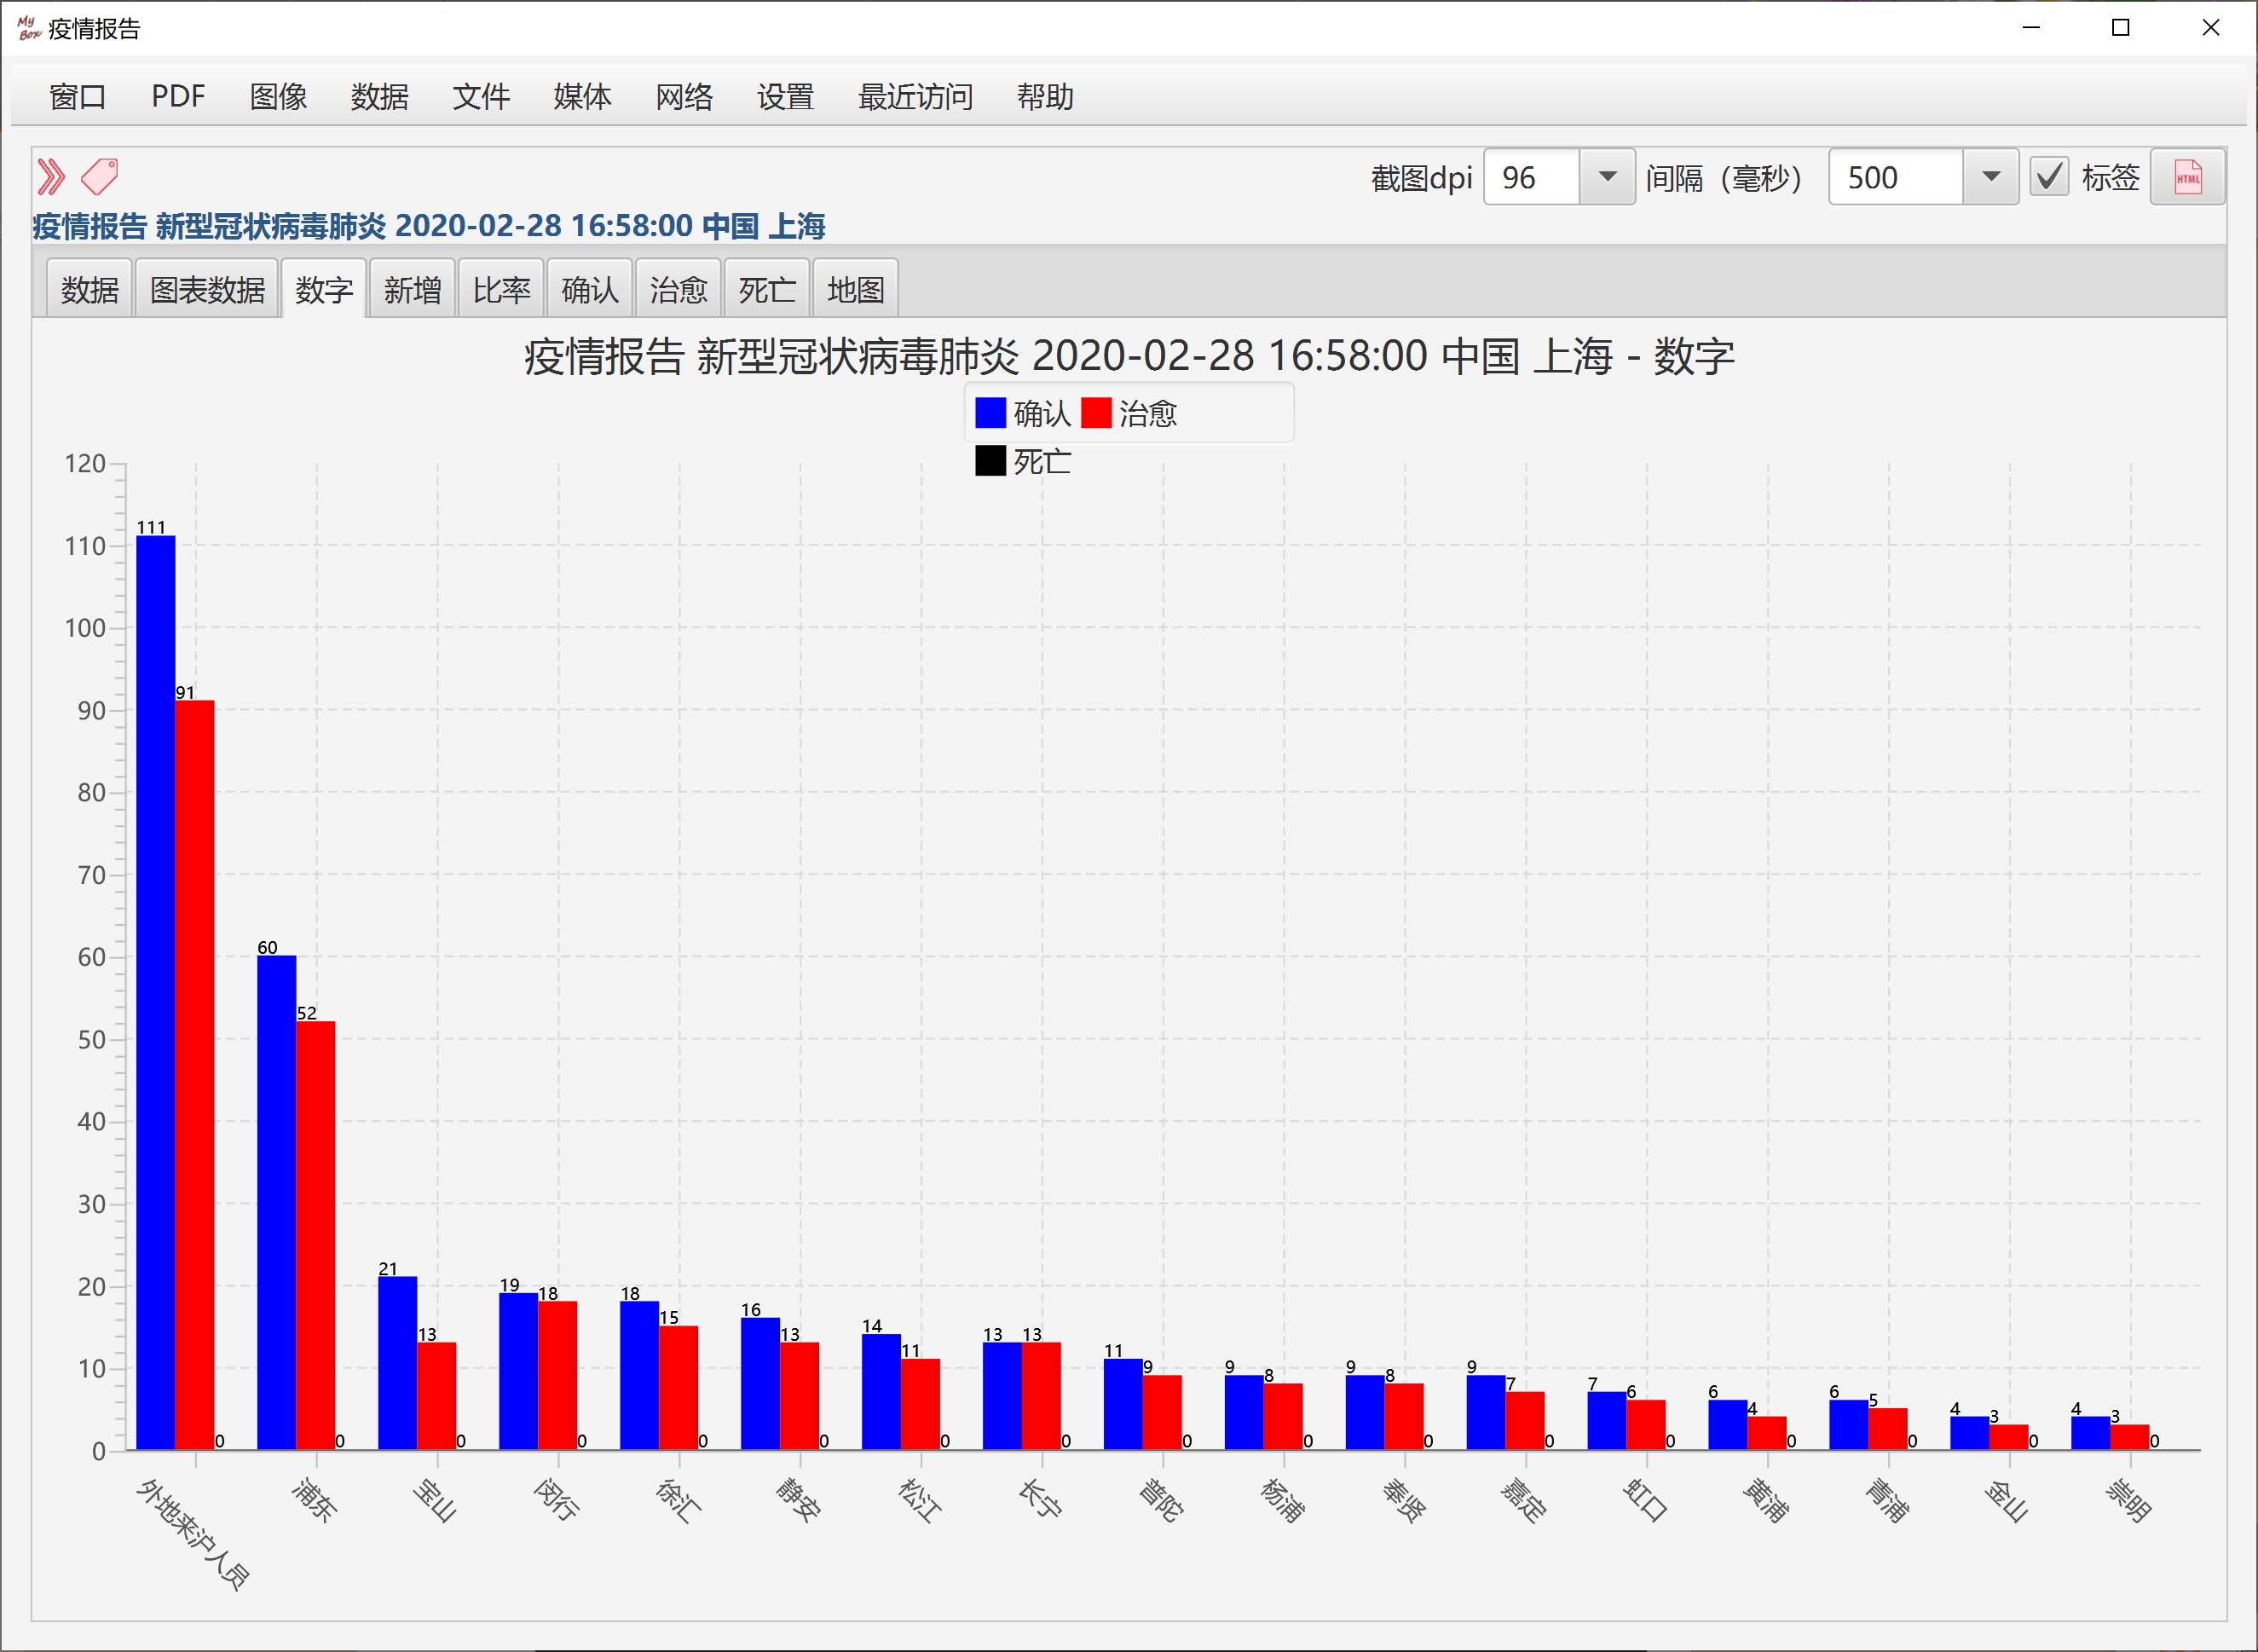 My Box 疫情报告
窗口 PDF 图像 数据 文件 媒体 网络 设置 最近访问 帮助
截图dpi 96 间隔（毫秒） 500 标签 HTML
疫情报告 新型冠状病毒肺炎 2020-02-28 16:58:00 中国 上海
数据 图表数据 数字 新增 比率 确认 治愈 死亡 地图
疫情报告 新型冠状病毒肺炎 2020-02-28 16:58:00 中国 上海 - 数字
确认 治愈
死亡
120
110
100
90
80
70
60
50
40
30
20
10
0
111 91 0
60 52 0
21 13 0
19 18 0
18 15 0
16 13 0
14 11 0
13 13 0
11 9 0
9 8 0
9 8 0
9 7 0
7 6 0
6 4 0
6 5 0
4 3 0
4 3 0
外地来沪人员 浦东 宝山 闵行 徐汇 静安 松江 长宁 普陀 杨浦 奉贤 嘉定 虹口 黄浦 青浦 金山 崇明